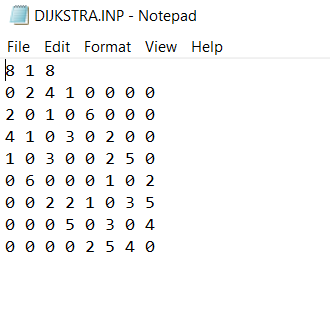 DIJKSTRA.INP - Notepad
File Edit Format View Help
8 1 8
0 2 4 1 0 0 0 0
2 0 1 0 6 0 0 0
4 1 0 3 0 2 0 0
1 0 3 0 0 2 5 0
0 6 0 0 0 1 0 2
0 0 2 2 1 0 3 5
0 0 0 5 0 3 0 4
0 0 0 0 2 5 4 0